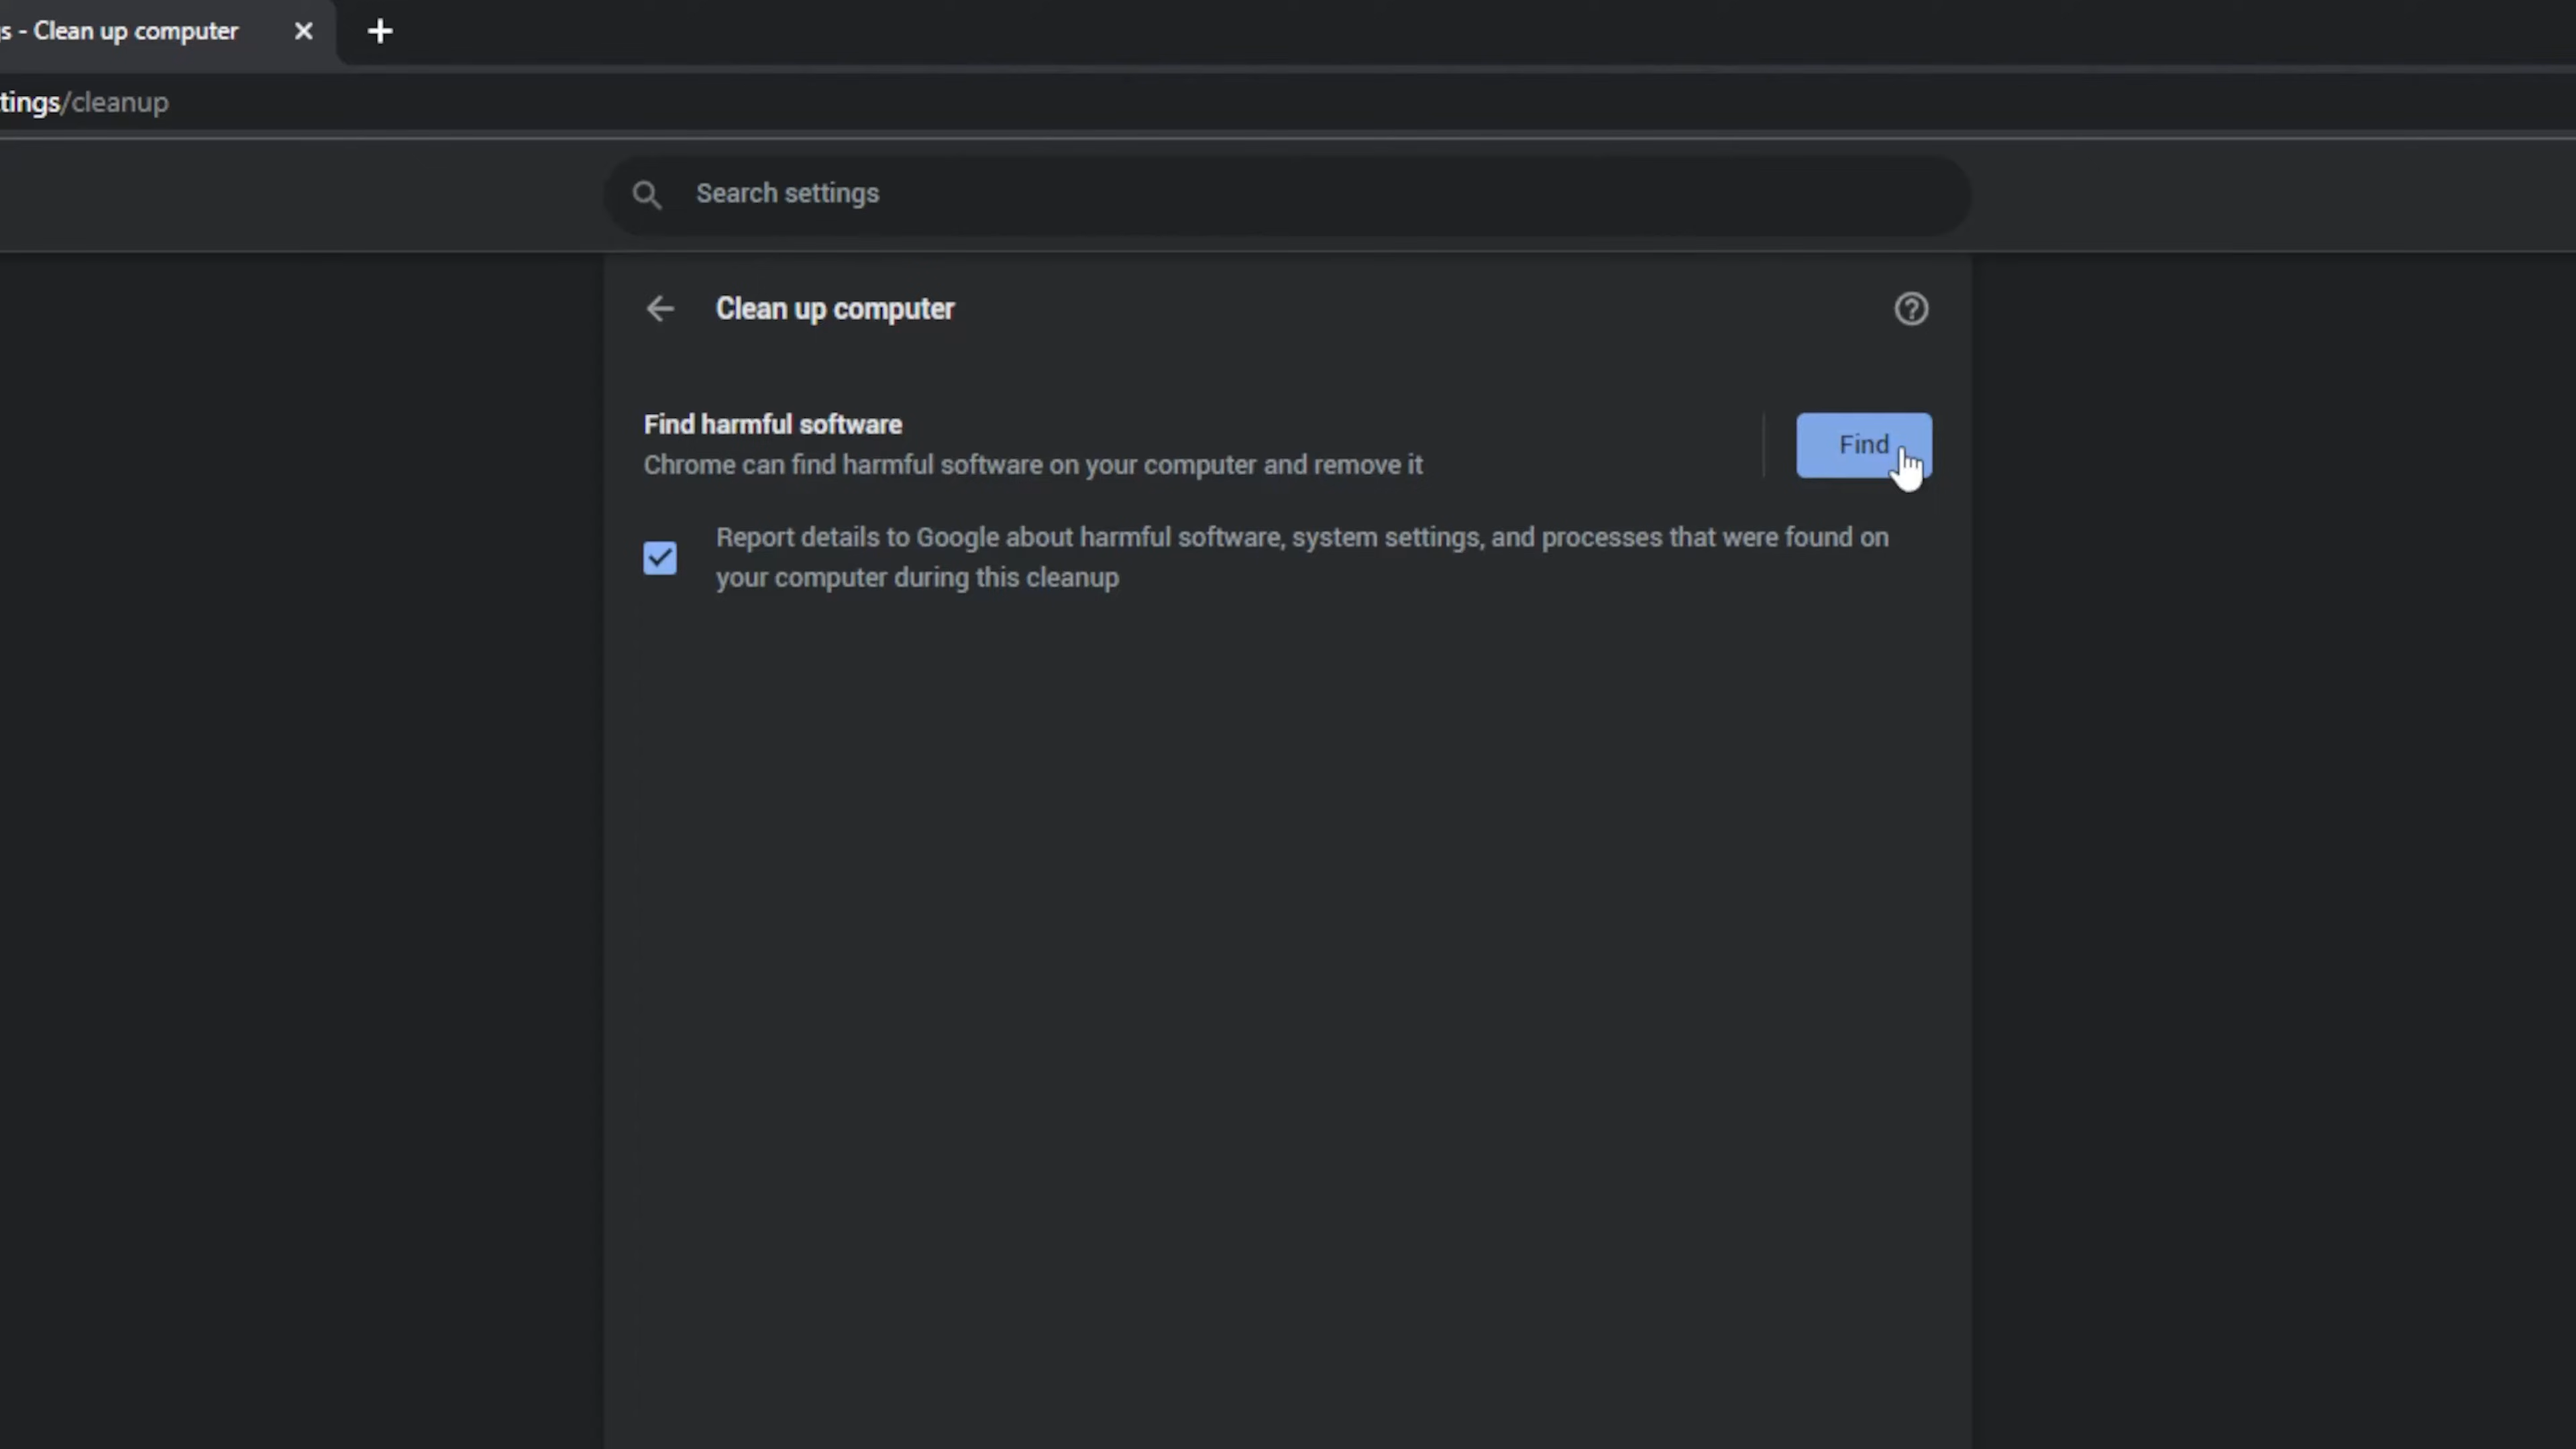 s - Clean up computer
tings/cleanup
Search settings
Clean up computer
Find harmful software
Chrome can find harmful software on your computer and remove it
Find
Report details to Google about harmful software, system settings, and processes that were found on
your computer during this cleanup